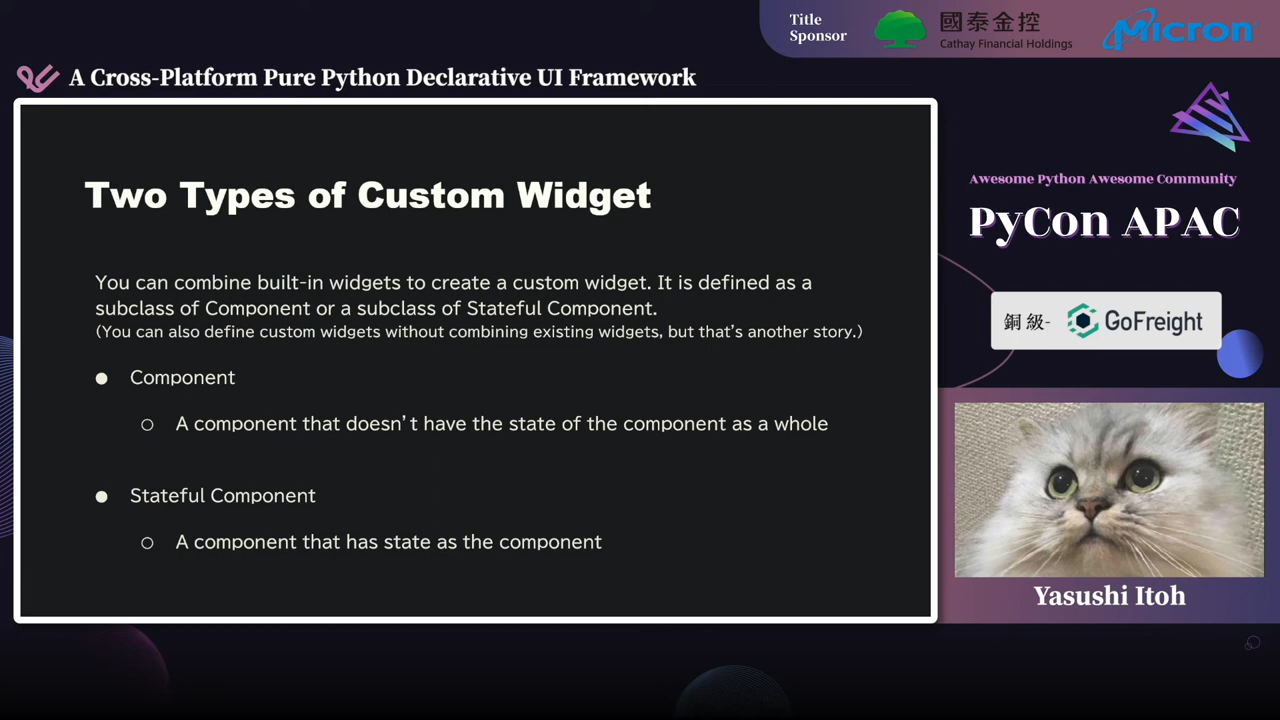 Title
Sponsor
國泰金控
Cathay Financial Holdings
Micron
A Cross-Platform Pure Python Declarative UI Framework
Two Types of Custom Widget
You can combine built-in widgets to create a custom widget. It is defined as a
subclass of Component or a subclass of Stateful Component.
(You can also define custom widgets without combining existing widgets, but that's another story.)
● Component
○ A component that doesn't have the state of the component as a whole
● Stateful Component
○ A component that has state as the component
Awesome Python Awesome Community
PyCon APAC
銅級- GoFreight
Yasushi Itoh